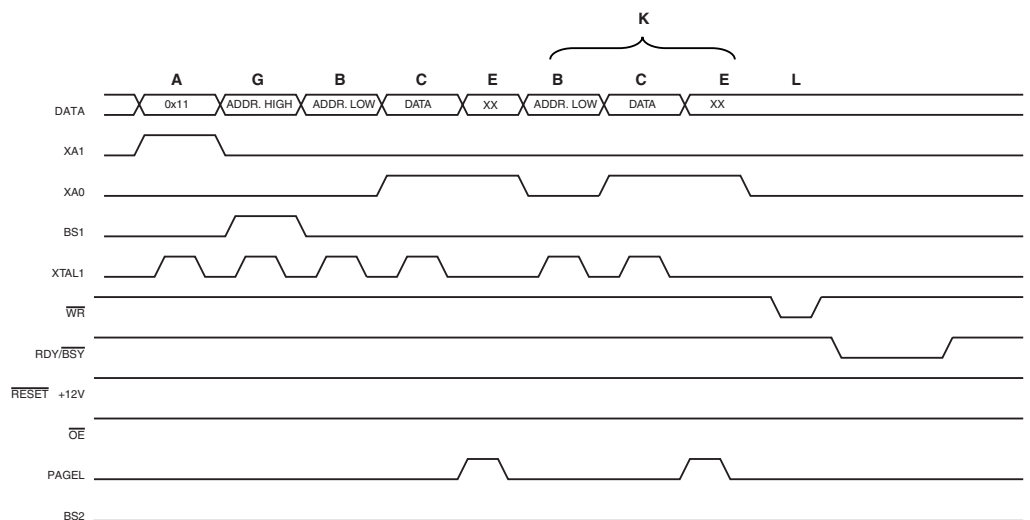 K
A G B C E B C E L
DATA 0x11 ADDR. HIGH ADDR. LOW DATA XX ADDR. LOW DATA XX
XA1
XA0
BS1
XTAL1
WR
RDY/BSY
RESET +12V
OE
PAGEL
BS2